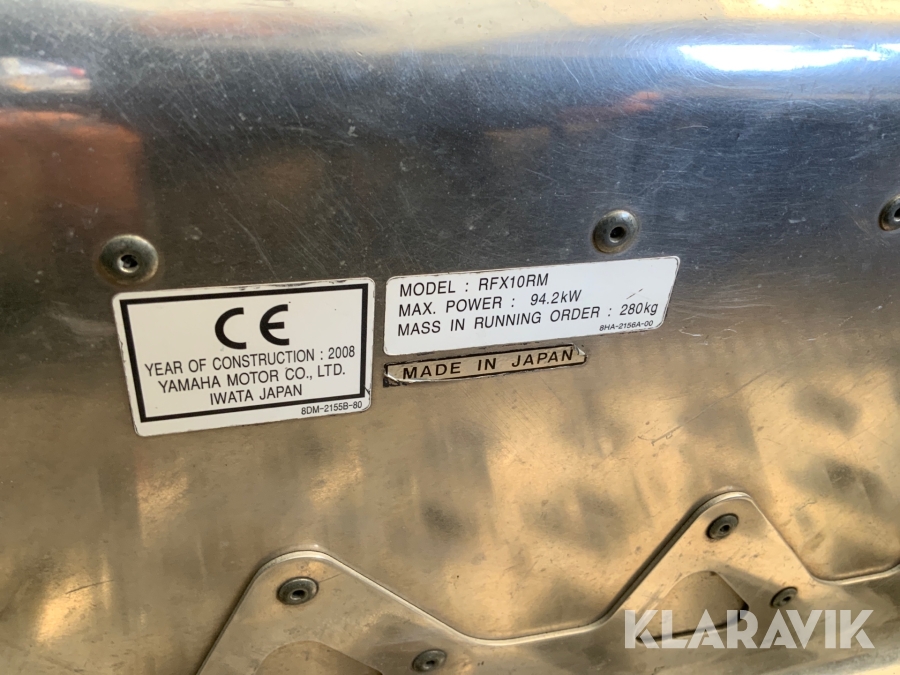 CE
YEAR OF CONSTRUCTION : 2008
YAMAHA MOTOR CO., LTD.
IWATA JAPAN
8DM-2155B-80
MODEL : RFX10RM
MAX. POWER : 94.2kW
MASS IN RUNNING ORDER : 280kg
8HA-2156A-00
MADE IN JAPAN
KLARAVIK